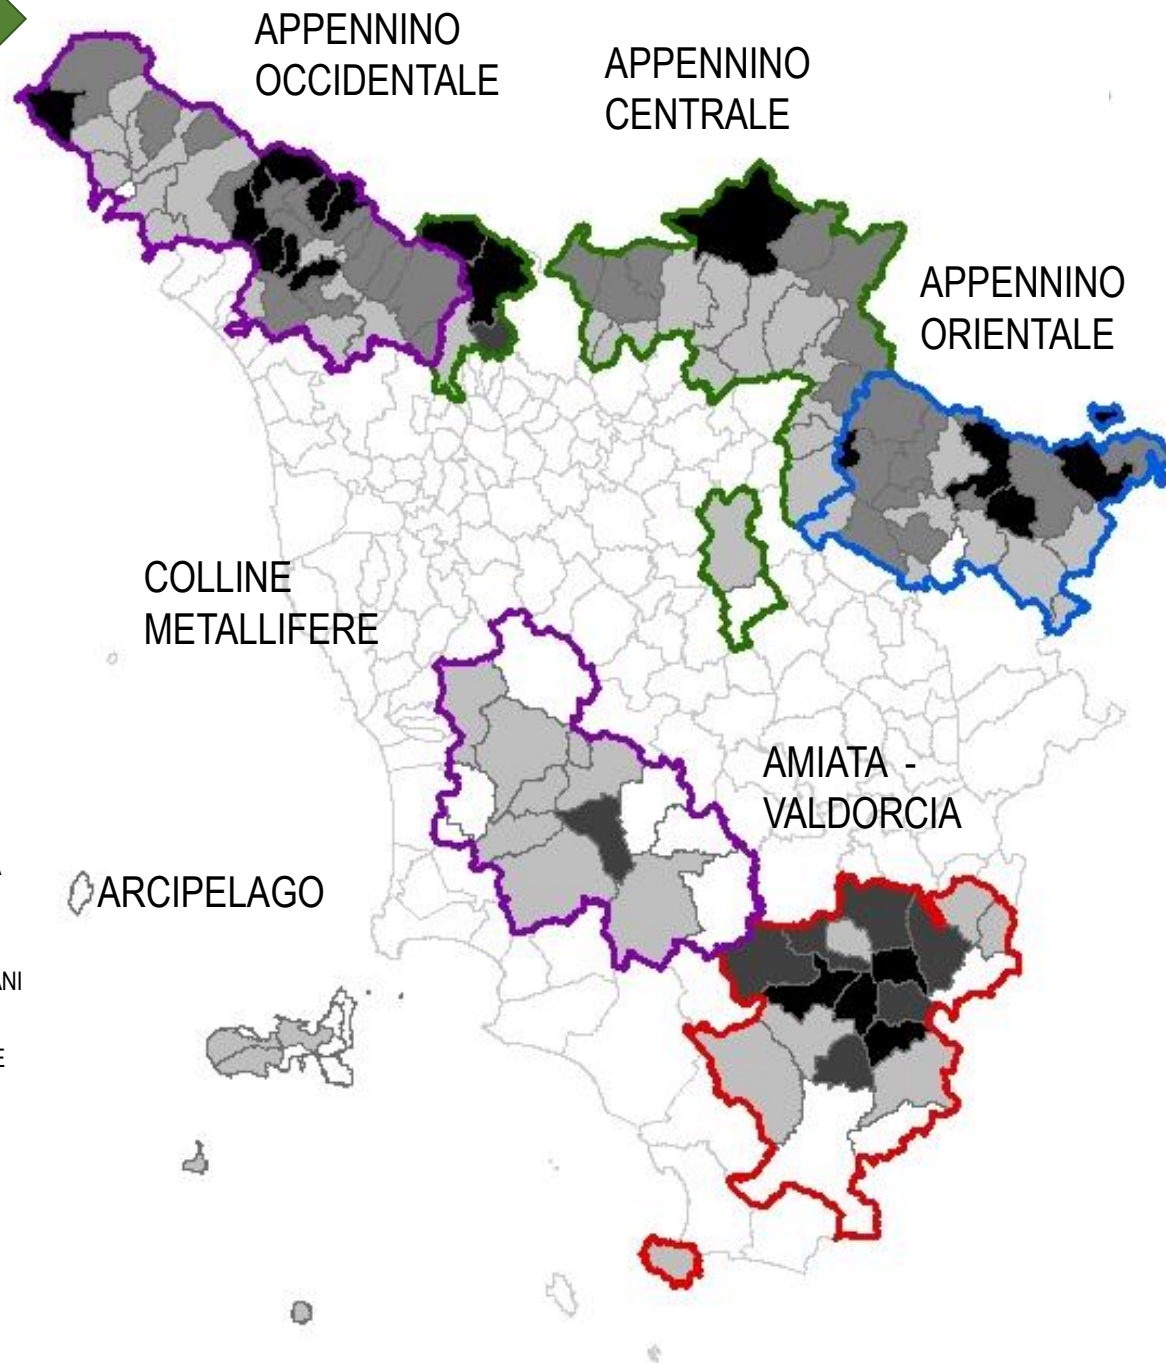 APPENNINO
OCCIDENTALE
APPENNINO
CENTRALE
APPENNINO
ORIENTALE
COLLINE
METALLIFERE
AMIATA -
VALDORCIA
ARCIPELAGO